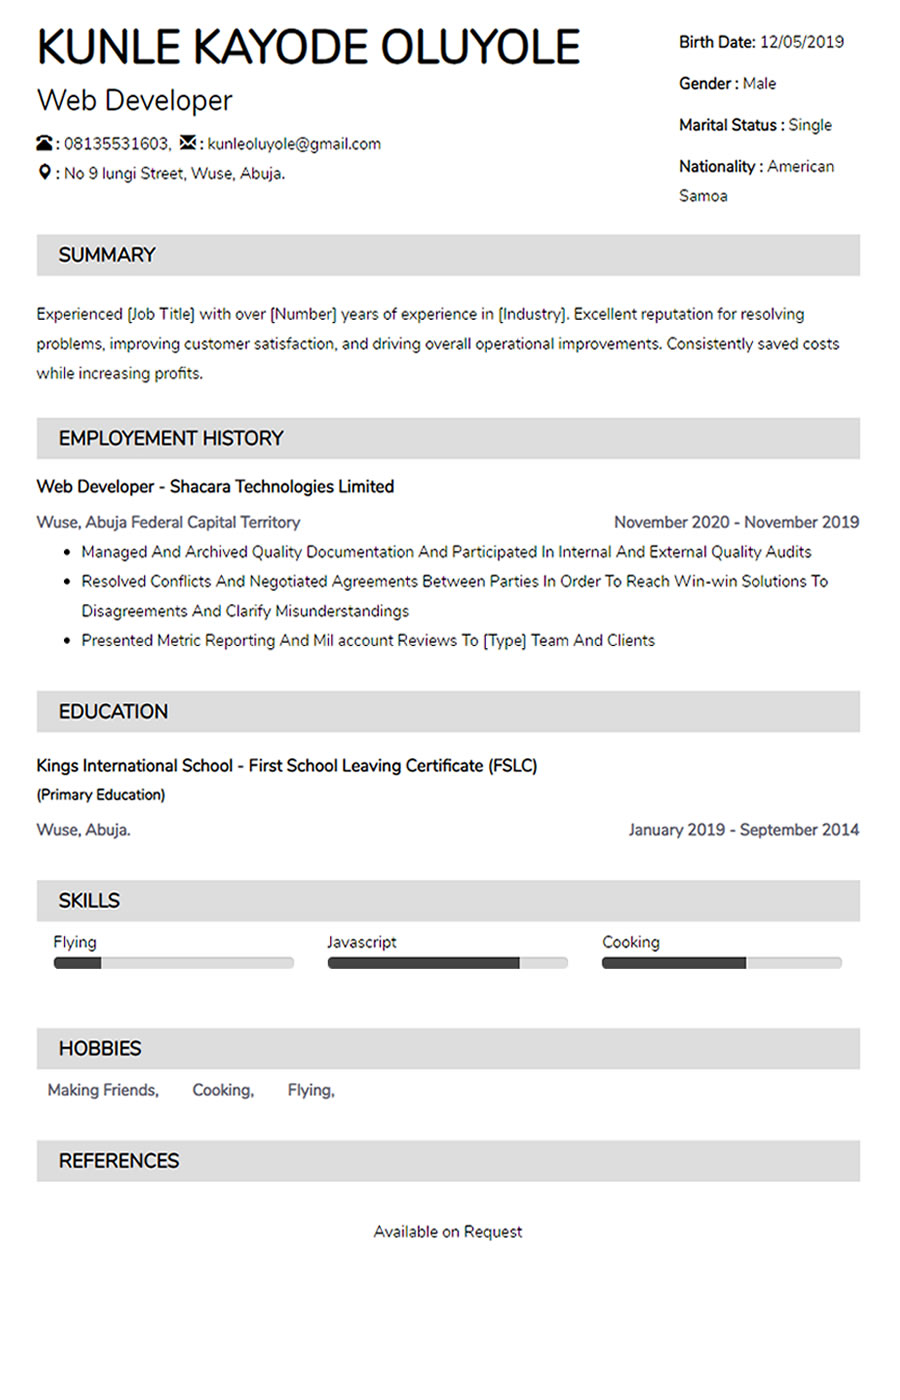 KUNLE KAYODE OLUYOLE
Web Developer
: 08135531603, : kunleoluyole@gmail.com
: No 9 Iungi Street, Wuse, Abuja.
Birth Date: 12/05/2019
Gender : Male
Marital Status : Single
Nationality : American
Samoa
SUMMARY
Experienced [Job Title] with over [Number] years of experience in [Industry]. Excellent reputation for resolving
problems, improving customer satisfaction, and driving overall operational improvements. Consistently saved costs
while increasing profits.
EMPLOYEMENT HISTORY
Web Developer - Shacara Technologies Limited
Wuse, Abuja Federal Capital Territory November 2020 - November 2019
• Managed And Archived Quality Documentation And Participated In Internal And External Quality Audits
• Resolved Conflicts And Negotiated Agreements Between Parties In Order To Reach Win-win Solutions To
Disagreements And Clarify Misunderstandings
• Presented Metric Reporting And Mil account Reviews To [Type] Team And Clients
EDUCATION
Kings International School - First School Leaving Certificate (FSLC)
(Primary Education)
Wuse, Abuja. January 2019 - September 2014
SKILLS
Flying Javascript Cooking
HOBBIES
Making Friends, Cooking, Flying,
REFERENCES
Available on Request